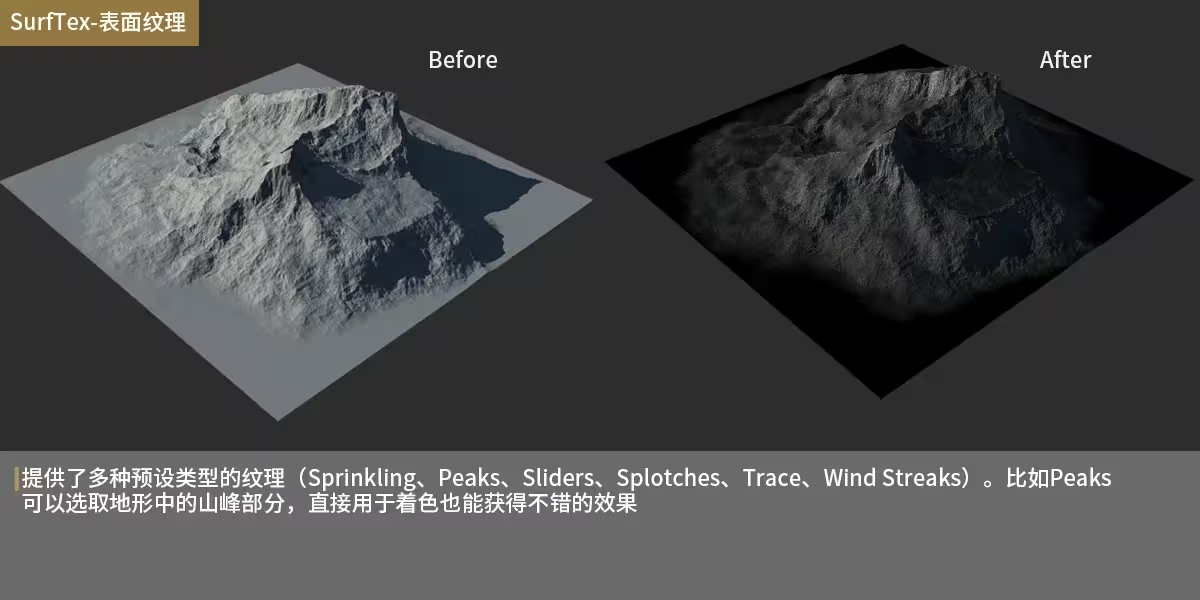 SurfTex-表面纹理
Before
After
提供了多种预设类型的纹理（Sprinkling、Peaks、Sliders、Splotches、Trace、Wind Streaks）。比如Peaks
可以选取地形中的山峰部分，直接用于着色也能获得不错的效果